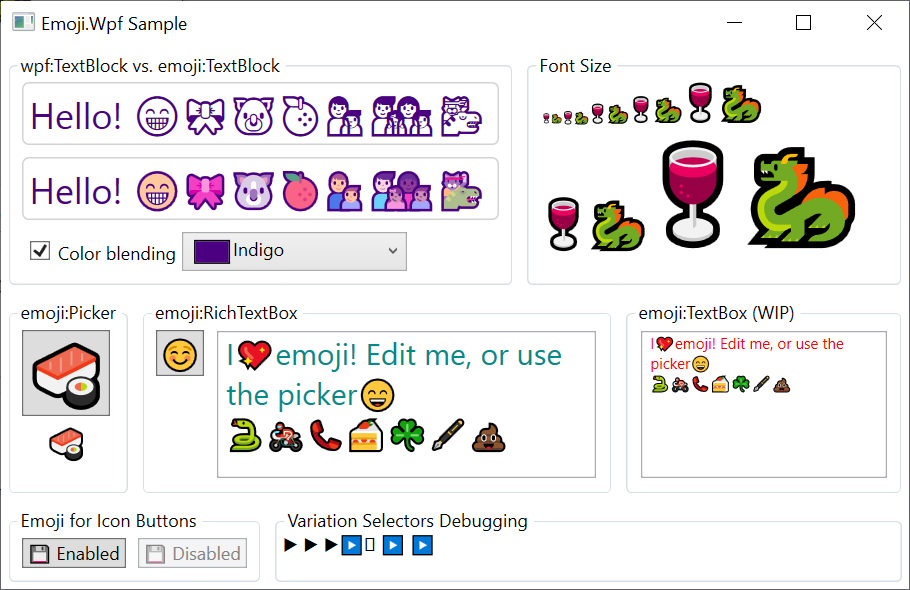 Emoji.Wpf Sample
wpf:TextBlock vs. emoji:TextBlock
Hello! 😁🎀🐨🍓👨‍👦👨‍👩‍👦‍👦🐱‍🐉
Hello! 😁🎀🐨🍓👨‍👦👨‍👩‍👦‍👦🐱‍🐉
Color blending
Indigo
Font Size
🍷🐉🍷🐉🍷🐉🍷🐉🍷🐉
🍷🐉🍷🐉
emoji:Picker
🍣
🍣
emoji:RichTextBox
😊
I💖emoji! Edit me, or use
the picker😊
🐍🏍📞🍰☘🖋💩
emoji:TextBox (WIP)
I💖emoji! Edit me, or use the
picker😊
🐍🏍📞🍰☘🖋💩
Emoji for Icon Buttons
💾 Enabled
💾 Disabled
Variation Selectors Debugging
▶ ▶ ▶▶️▯ ▶️ ▶️